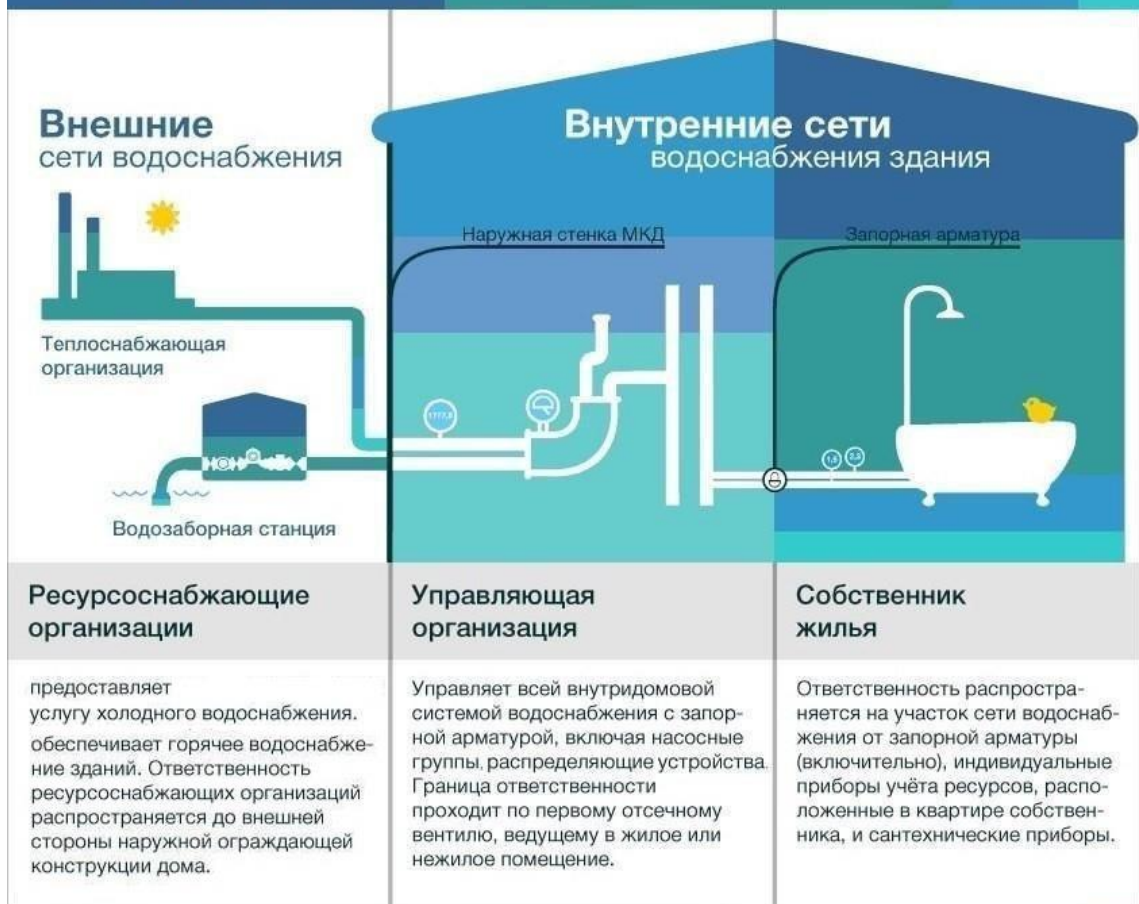 Внешние
сети водоснабжения
Внутренние сети
водоснабжения здания
Наружная стенка МКД
Запорная арматура
Теплоснабжающая
организация
Водозаборная станция
Ресурсоснабжающие
организации
предоставляет
услугу холодного водоснабжения.
обеспечивает горячее водоснабже-
ние зданий. Ответственность
ресурсоснабжающих организаций
распространяется до внешней
стороны наружной ограждающей
конструкции дома.
Управляющая
организация
Управляет всей внутридомовой
системой водоснабжения с запор-
ной арматурой, включая насосные
группы, распределяющие устройства.
Граница ответственности
проходит по первому отсечному
вентилю, ведущему в жилое или
нежилое помещение.
Собственник
жилья
Ответственность распростра-
няется на участок сети водоснаб-
жения от запорной арматуры
(включительно), индивидуальные
приборы учёта ресурсов, распо-
ложенные в квартире собствен-
ника, и сантехнические приборы.